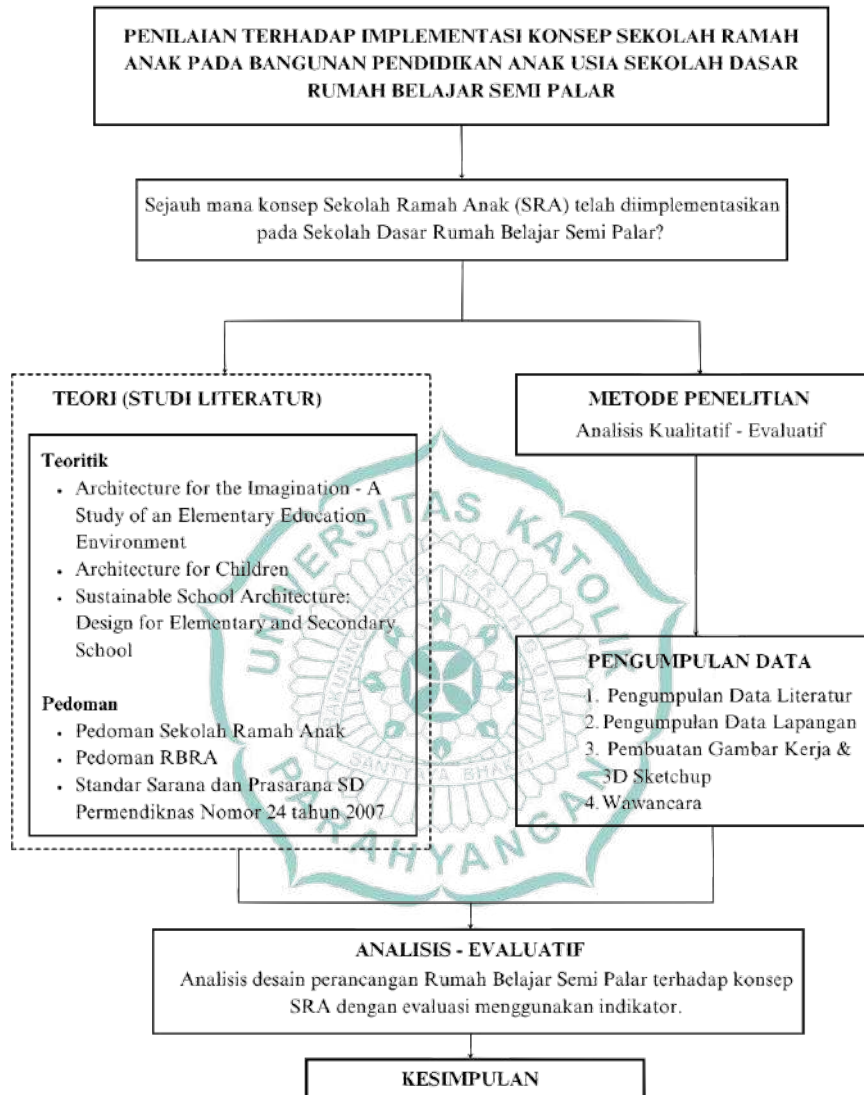 PENILAIAN TERHADAP IMPLEMENTASI KONSEP SEKOLAH RAMAH
ANAK PADA BANGUNAN PENDIDIKAN ANAK USIA SEKOLAH DASAR
RUMAH BELAJAR SEMI PALAR
Sejauh mana konsep Sekolah Ramah Anak (SRA) telah diimplementasikan
pada Sekolah Dasar Rumah Belajar Semi Palar?
TEORI (STUDI LITERATUR)
Teoritik
• Architecture for the Imagination - A
Study of an Elementary Education
Environment
• Architecture for Children
• Sustainable School Architecture:
Design for Elementary and Secondary
School
Pedoman
• Pedoman Sekolah Ramah Anak
• Pedoman RBRA
• Standar Sarana dan Prasarana SD
Permendiknas Nomor 24 tahun 2007
METODE PENELITIAN
Analisis Kualitatif - Evaluatif
PENGUMPULAN DATA
1. Pengumpulan Data Literatur
2. Pengumpulan Data Lapangan
3. Pembuatan Gambar Kerja &
3D Sketchup
4. Wawancara
UNIVERSITAS KATOLIK
PARAHYANGAN
SANTYAYA BHAKTI
ANALISIS - EVALUATIF
Analisis desain perancangan Rumah Belajar Semi Palar terhadap konsep
SRA dengan evaluasi menggunakan indikator.
KESIMPULAN